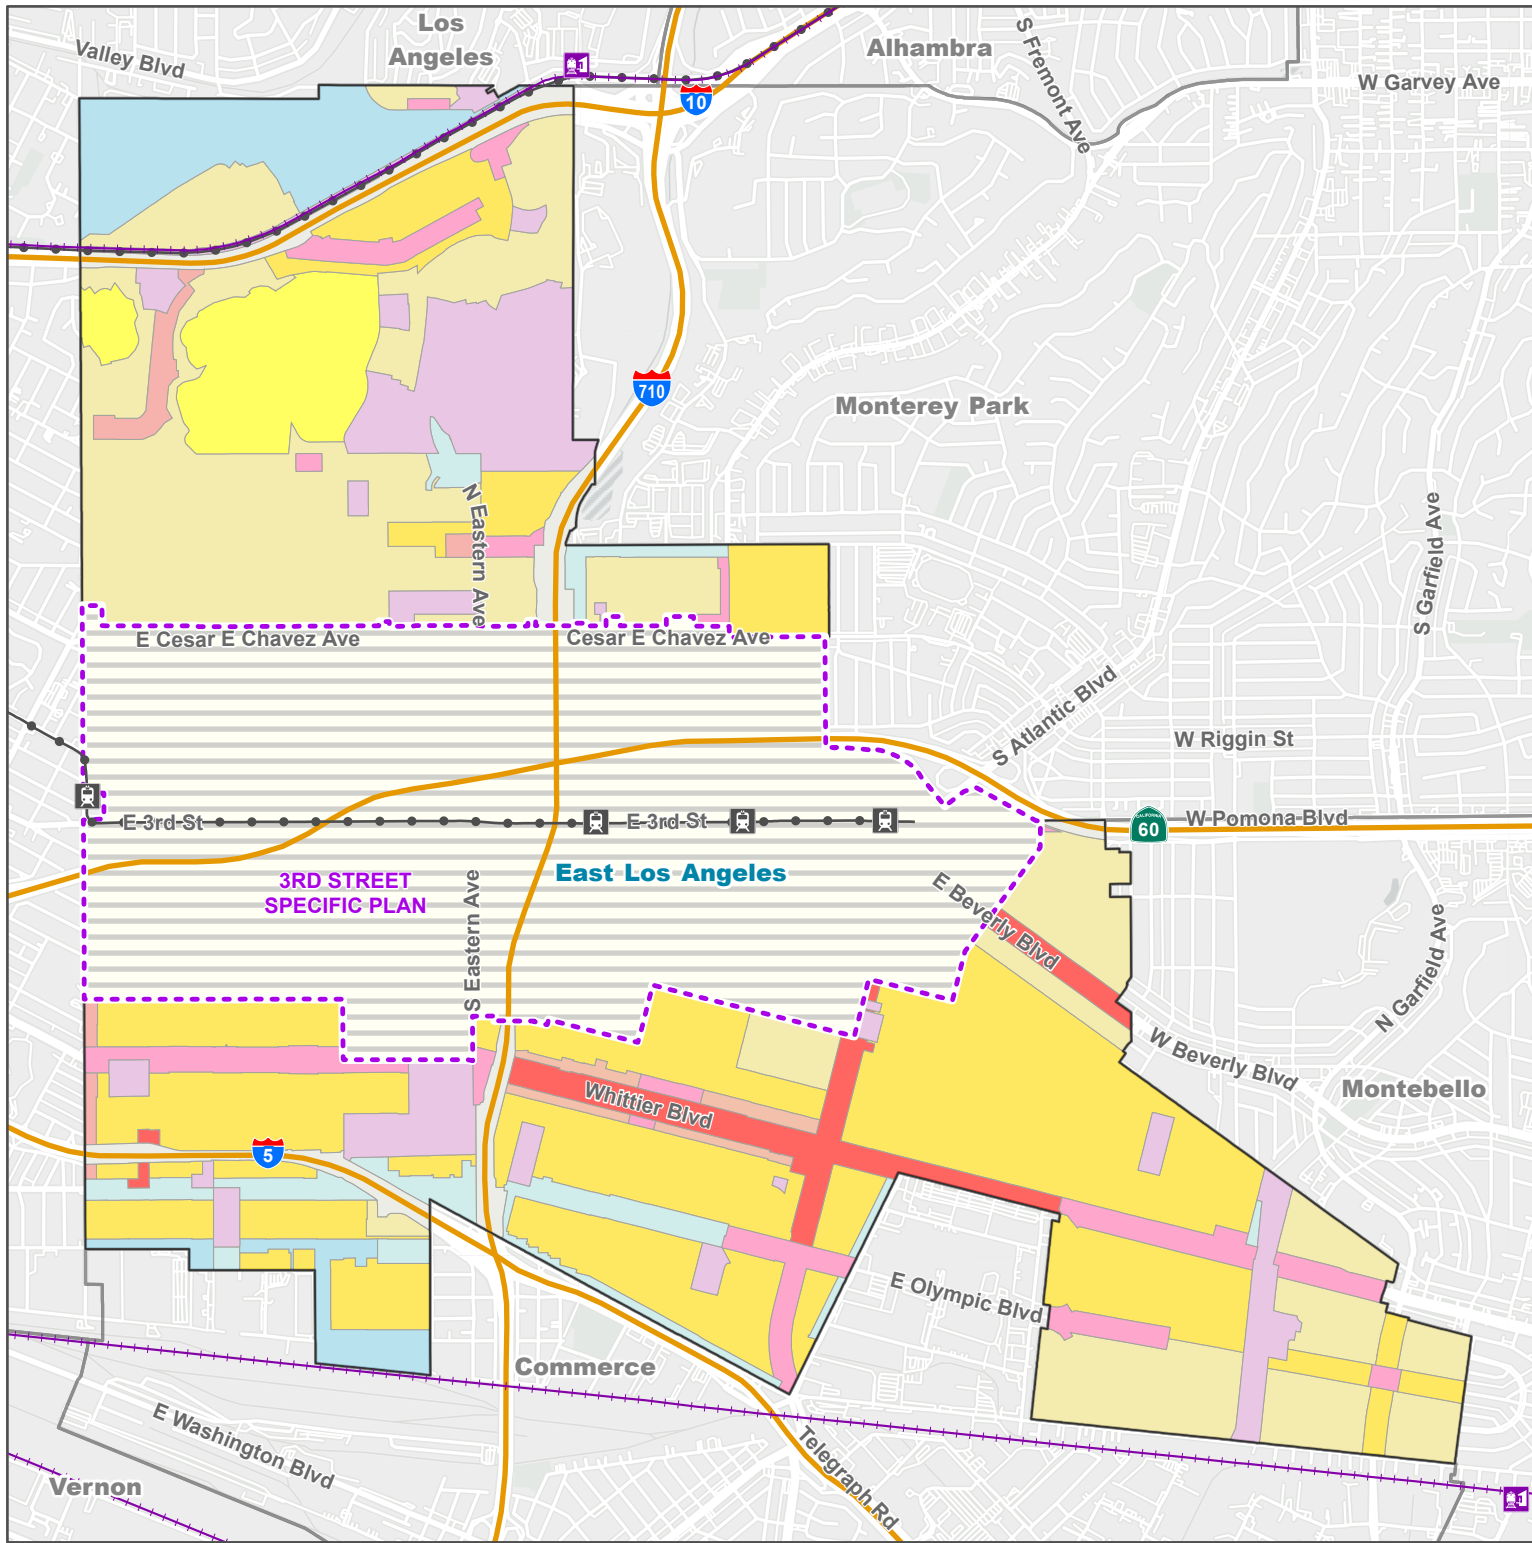 Los
Angeles
Alhambra
S Fremont Ave
Valley Blvd
W Garvey Ave
10
710
Monterey Park
N Eastern Ave
S Garfield Ave
E Cesar E Chavez Ave
Cesar E Chavez Ave
S Atlantic Blvd
W Riggin St
E 3rd St
E 3rd St
CALIFORNIA
60
W Pomona Blvd
3RD STREET
SPECIFIC PLAN
East Los Angeles
S Eastern Ave
E Beverly Blvd
N Garfield Ave
W Beverly Blvd
Montebello
Whittier Blvd
5
E Olympic Blvd
Commerce
E Washington Blvd
Telegraph Rd
Vernon